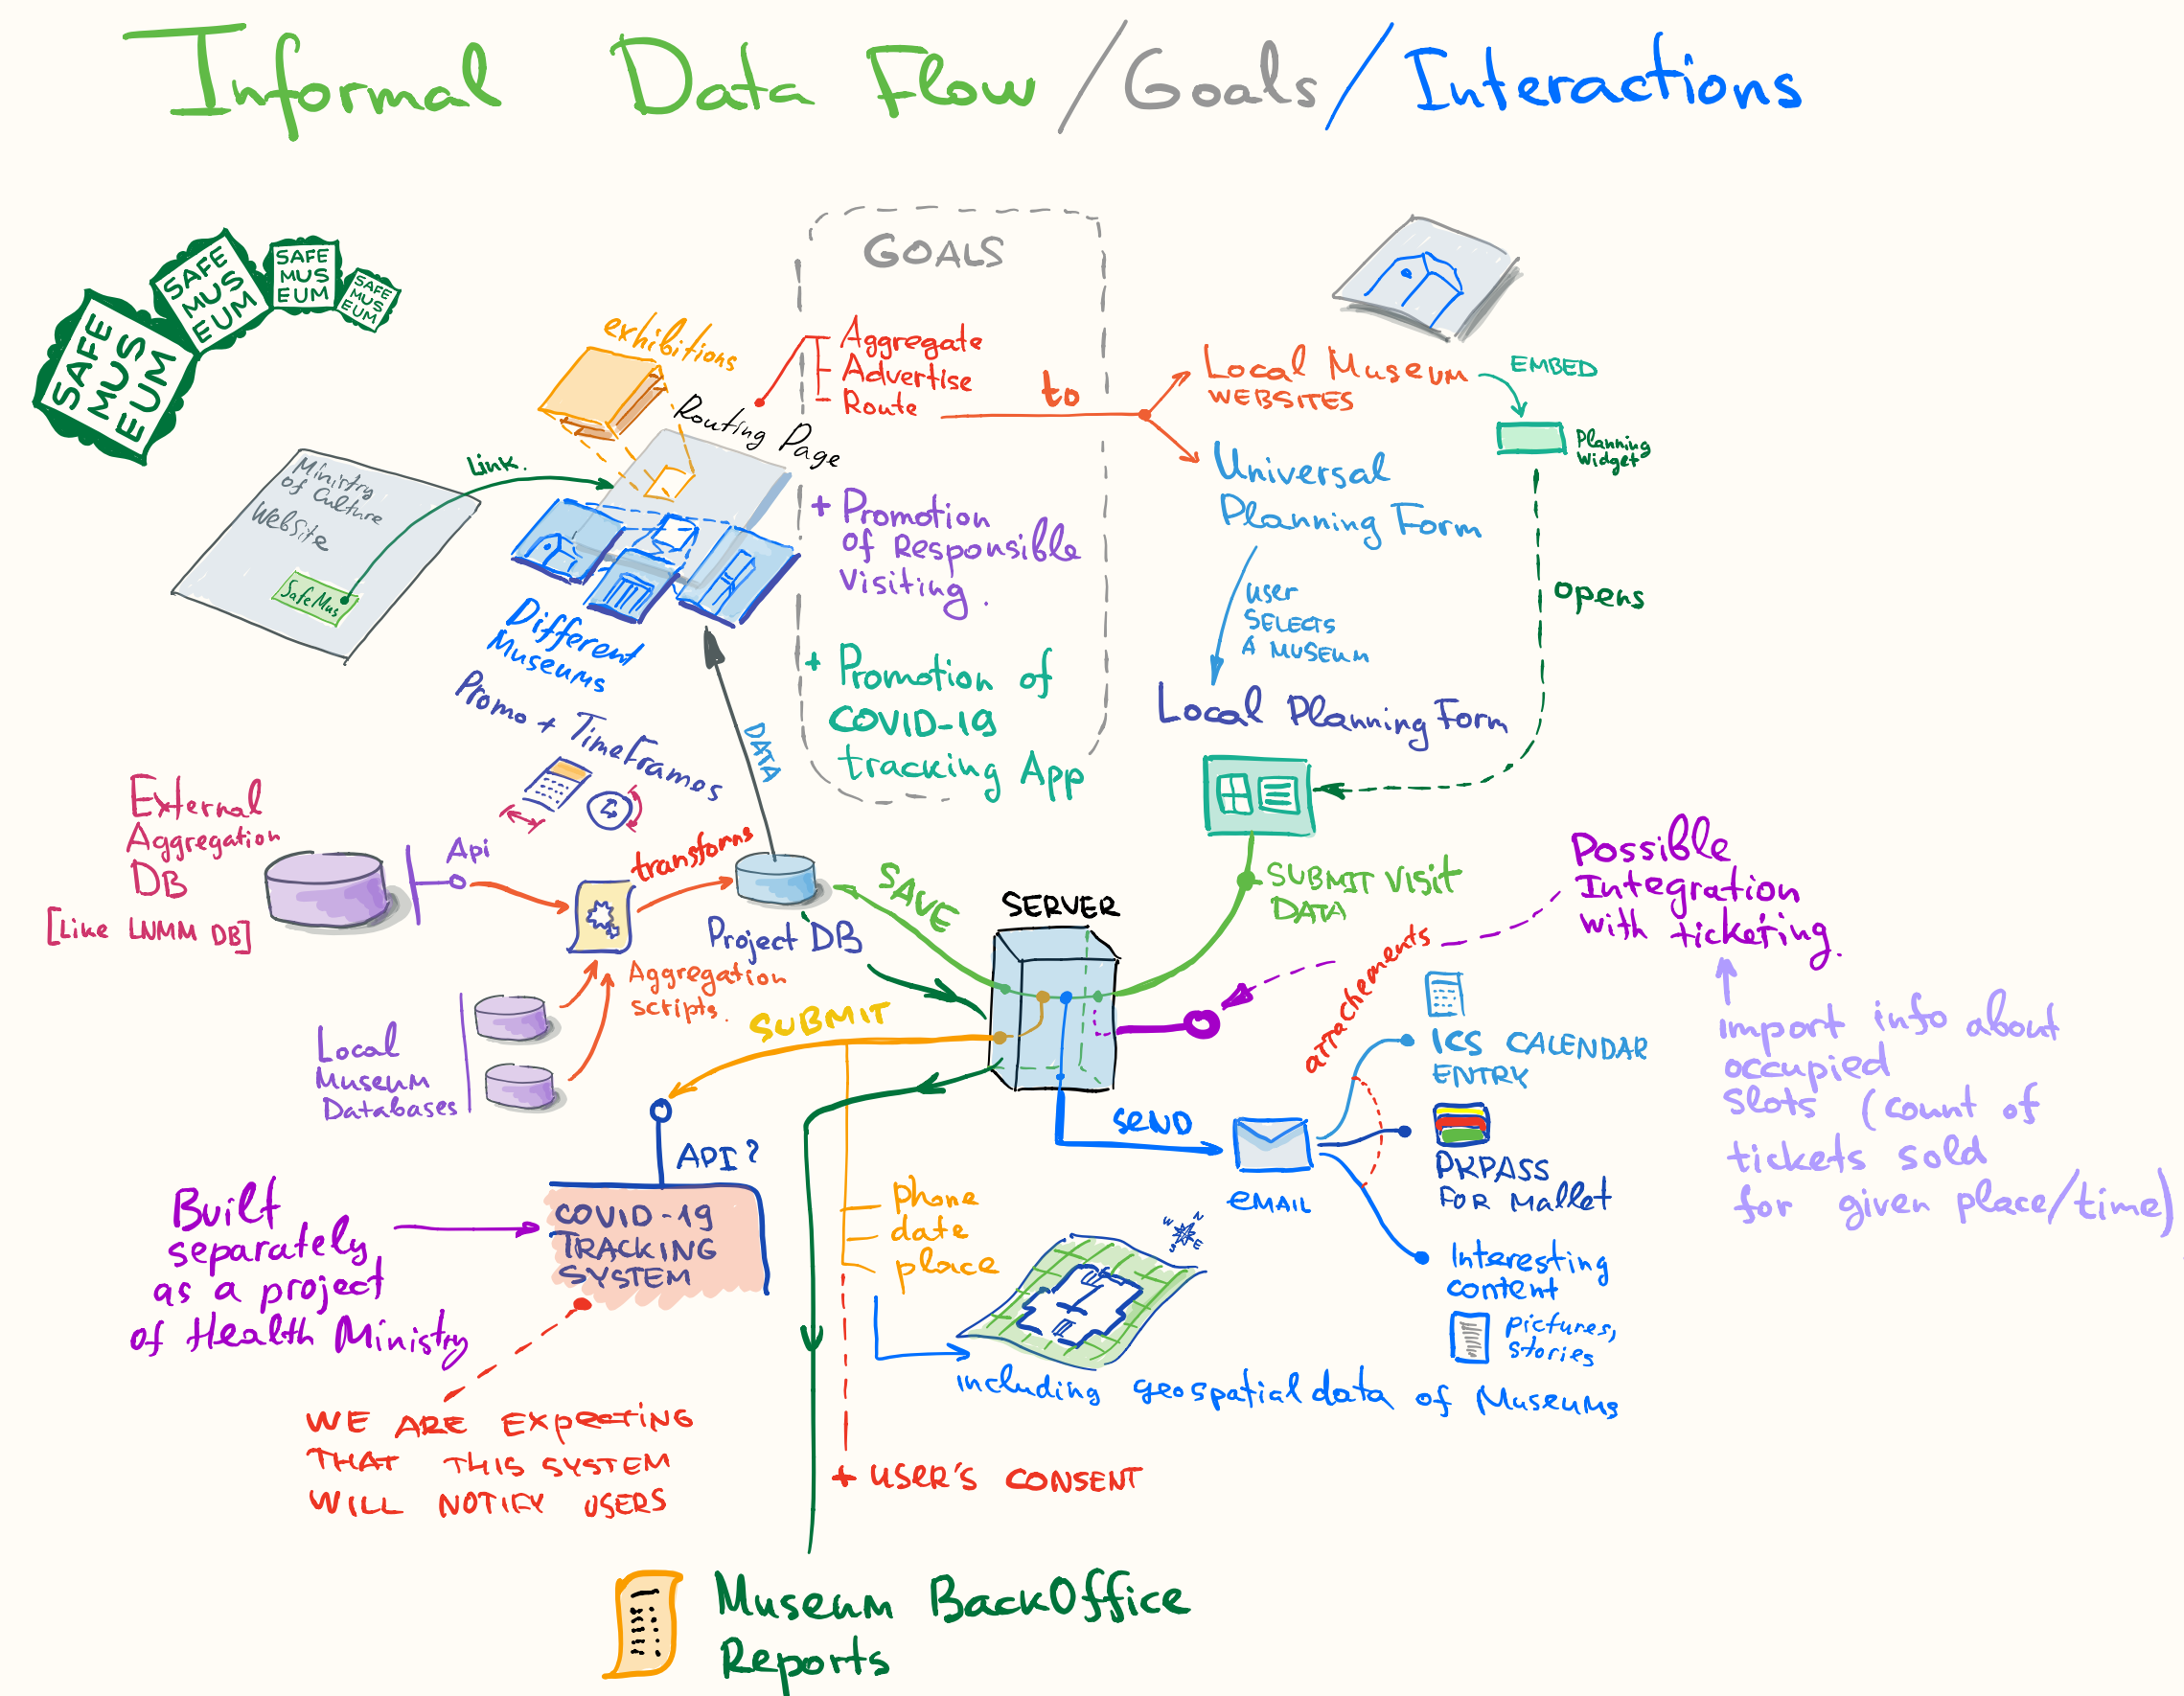 Informal Data Flow / Goals / Interactions
SAFE
MUS
EUM
SAFE
MUS
EUM
SAFE
MUS
EUM
SAFE
MUS
EUM
GOALS
Aggregate
Advertise
Route
+ Promotion
of Responsible
Visiting.
+ Promotion of
COVID-19
tracking App
to
Local Museum
WEBSITES
EMBED
Planning
Widget
Universal
Planning Form
user
SELECTS
A MUSEUM
Local Planning Form
opens
exhibitions
Routing Page
Link.
Ministry
of Culture
Website
SafeMus
Different
Museums
Promo + TimeFrames
DATA
External
Aggregation
DB
[Like LNMM DB]
Api
transforms
Project DB
Aggregation
scripts.
Local
Museum
Databases
SAVE
SERVER
SUBMIT VISIT
DATA
Possible
Integration
with ticketing.
import info about
occupied
slots (count of
tickets sold
for given place/time)
SUBMIT
API?
COVID-19
TRACKING
SYSTEM
Built
separately
as a project
of Health Ministry
WE ARE EXPECTING
THAT THIS SYSTEM
WILL NOTIFY USERS
phone
date
place
+ USER'S CONSENT
including geospatial data of Museums
W
N
S
E
SEND
EMAIL
attachements
ICS CALENDAR
ENTRY
PKPASS
FOR Wallet
Interesting
content
pictures,
stories
Museum BackOffice
Reports